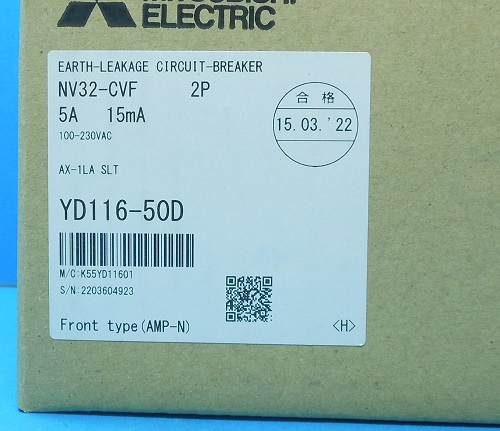 MITSUBISHI
ELECTRIC
EARTH-LEAKAGE CIRCUIT-BREAKER
NV32-CVF 2P
5A 15mA
100-230VAC
合格
15.03.'22
AX-1LA SLT
YD116-50D
M/C:K55YD11601
S/N:2203604923
Front type(AMP-N)
<H>